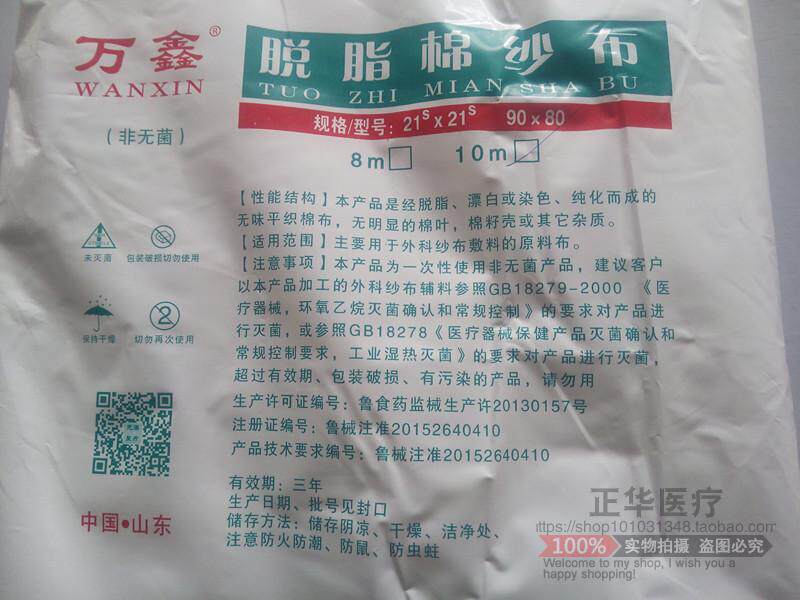 万鑫®
WANXIN
(非无菌)
脱脂棉纱布
TUO ZHI MIAN SHA BU
规格/型号: 21s x 21s 90 x 80
8m□ 10m□
未灭菌
包装破损切勿使用
保持干燥
切勿再次使用
【性能结构】本产品是经脱脂、漂白或染色、纯化而成的
无味平织棉布，无明显的棉叶，棉籽壳或其它杂质。
【适用范围】主要用于外科纱布敷料的原料布。
【注意事项】本产品为一次性使用非无菌产品，建议客户
以本产品加工的外科纱布辅料参照GB18279-2000 《医
疗器械，环氧乙烷灭菌确认和常规控制》的要求对产品进
行灭菌，或参照GB18278《医疗器械保健产品灭菌确认和
常规控制要求，工业湿热灭菌》的要求对产品进行灭菌，
超过有效期、包装破损、有污染的产品，请勿用
生产许可证编号：鲁食药监械生产许20130157号
注册证编号：鲁械注准20152640410
产品技术要求编号：鲁械注准20152640410
有效期：三年
生产日期、批号见封口
储存方法：储存阴凉、干燥、洁净处、
注意防火防潮、防鼠、防虫蛀
中国•山东
正华医疗
https://shop101031348.taobao.com
100% 实物拍摄 盗图必究
Welcome to my shop, I wish you a
happy shopping!